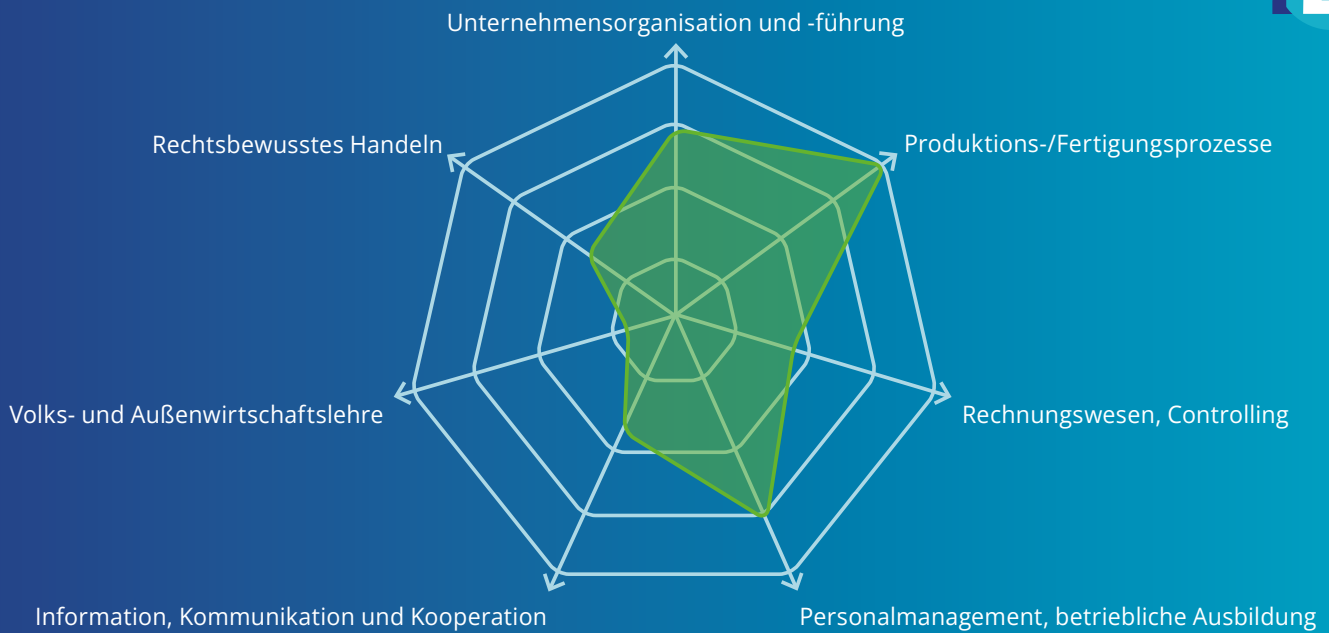 Unternehmensorganisation und -führung
Rechtsbewusstes Handeln
Produktions-/Fertigungsprozesse
Volks- und Außenwirtschaftslehre
Rechnungswesen, Controlling
Information, Kommunikation und Kooperation
Personalmanagement, betriebliche Ausbildung